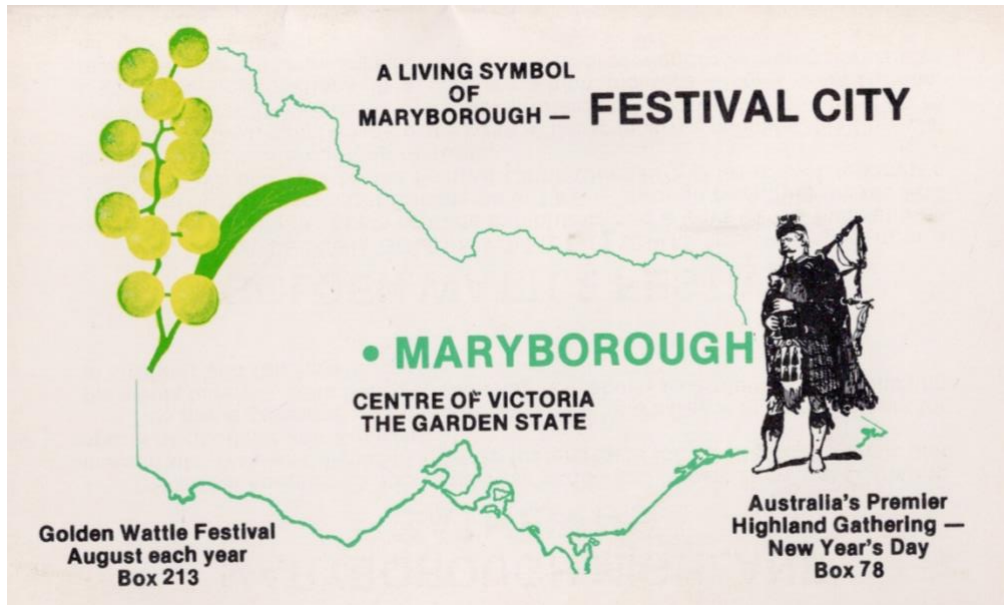 A LIVING SYMBOL
OF
MARYBOROUGH — FESTIVAL CITY
• MARYBOROUGH
CENTRE OF VICTORIA
THE GARDEN STATE
Golden Wattle Festival
August each year
Box 213
Australia's Premier
Highland Gathering —
New Year's Day
Box 78